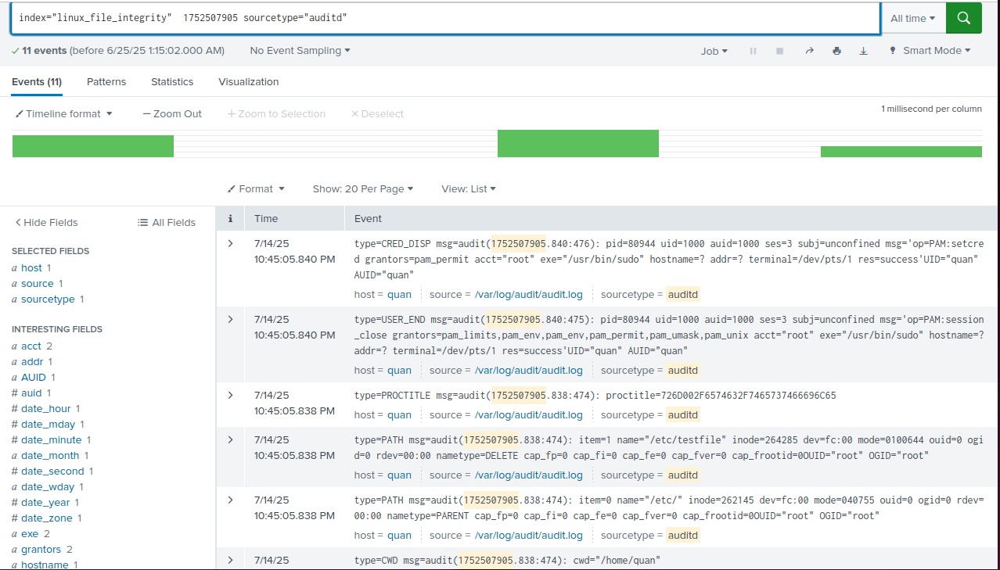 index="linux_file_integrity"  1752507905 sourcetype="auditd"
All time
11 events (before 6/25/25 1:15:02.000 AM)
No Event Sampling
Job
Smart Mode
Events (11)
Patterns
Statistics
Visualization
Timeline format
— Zoom Out
+ Zoom to Selection
× Deselect
1 millisecond per column
Format
Show: 20 Per Page
View: List
Hide Fields
All Fields
SELECTED FIELDS
a host 1
a source 1
a sourcetype 1
INTERESTING FIELDS
a acct 2
a addr 1
a AUID 1
# auid 1
# date_hour 1
# date_mday 1
# date_minute 1
a date_month 1
# date_second 1
a date_wday 1
# date_year 1
# date_zone 1
a exe 2
a grantors 2
a hostname 1
i
Time
Event
7/14/25
10:45:05.840 PM
type=CRED_DISP msg=audit(1752507905.840:476): pid=80944 uid=1000 auid=1000 ses=3 subj=unconfined msg='op=PAM:setcre
d grantors=pam_permit acct="root" exe="/usr/bin/sudo" hostname=? addr=? terminal=/dev/pts/1 res=success'UID="quan"
AUID="quan"
host = quan source = /var/log/audit/audit.log sourcetype = auditd
7/14/25
10:45:05.840 PM
type=USER_END msg=audit(1752507905.840:475): pid=80944 uid=1000 auid=1000 ses=3 subj=unconfined msg='op=PAM:session
_close grantors=pam_limits,pam_env,pam_env,pam_permit,pam_umask,pam_unix acct="root" exe="/usr/bin/sudo" hostname=?
addr=? terminal=/dev/pts/1 res=success'UID="quan" AUID="quan"
host = quan source = /var/log/audit/audit.log sourcetype = auditd
7/14/25
10:45:05.838 PM
type=PROCTITLE msg=audit(1752507905.838:474): proctitle=726D002F6574632F7465737466696C65
host = quan source = /var/log/audit/audit.log sourcetype = auditd
7/14/25
10:45:05.838 PM
type=PATH msg=audit(1752507905.838:474): item=1 name="/etc/testfile" inode=264285 dev=fc:00 mode=0100644 ouid=0 ogi
d=0 rdev=00:00 nametype=DELETE cap_fp=0 cap_fi=0 cap_fe=0 cap_fver=0 cap_frootid=0OUID="root" OGID="root"
host = quan source = /var/log/audit/audit.log sourcetype = auditd
7/14/25
10:45:05.838 PM
type=PATH msg=audit(1752507905.838:474): item=0 name="/etc/" inode=262145 dev=fc:00 mode=040755 ouid=0 ogid=0 rdev=
00:00 nametype=PARENT cap_fp=0 cap_fi=0 cap_fe=0 cap_fver=0 cap_frootid=0OUID="root" OGID="root"
host = quan source = /var/log/audit/audit.log sourcetype = auditd
7/14/25
type=CWD msg=audit(1752507905.838:474): cwd="/home/quan"